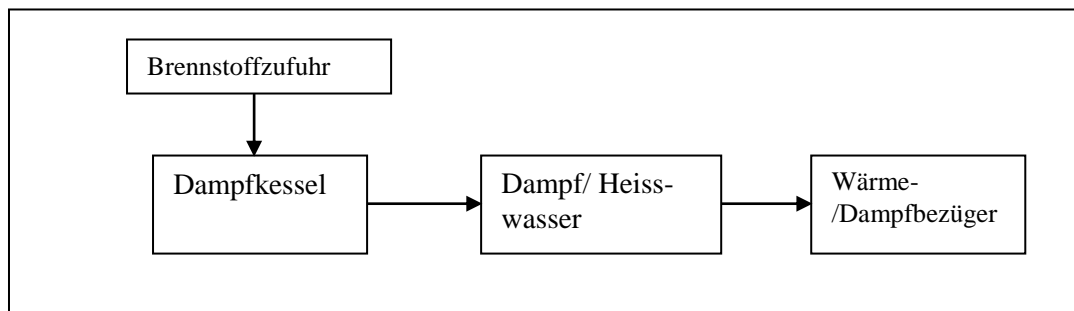 Brennstoffzufuhr
Dampfkessel
Dampf/ Heiss-
wasser
Wärme-
/Dampfbezüger